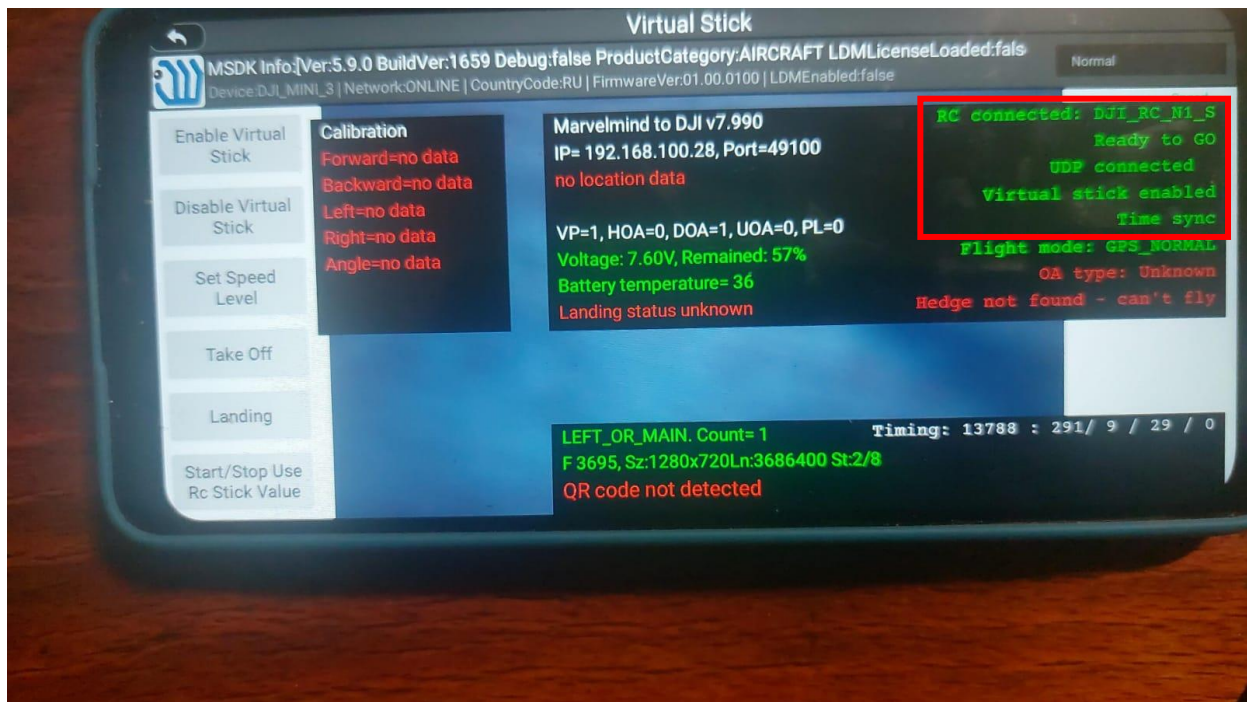 Virtual Stick
MSDK Info:[Ver:5.9.0 BuildVer:1659 Debug:false ProductCategory:AIRCRAFT LDMLicenseLoaded:fals
Device:DJI_MINI_3 | Network:ONLINE | CountryCode:RU | FirmwareVer:01.00.0100 | LDMEnabled:false
Normal
Enable Virtual
Stick
Disable Virtual
Stick
Set Speed
Level
Take Off
Landing
Start/Stop Use
Rc Stick Value
Calibration
Forward=no data
Backward=no data
Left=no data
Right=no data
Angle=no data
Marvelmind to DJI v7.990
IP= 192.168.100.28, Port=49100
no location data
VP=1, HOA=0, DOA=1, UOA=0, PL=0
Voltage: 7.60V, Remained: 57%
Battery temperature= 36
Landing status unknown
RC connected: DJI_RC_N1_S
Ready to GO
UDP connected
Virtual stick enabled
Time sync
Flight mode: GPS_NORMAL
OA type: Unknown
Hedge not found - can't fly
LEFT_OR_MAIN. Count= 1
F 3695, Sz:1280x720Ln:3686400 St:2/8
QR code not detected
Timing: 13788 : 291/ 9 / 29 / 0